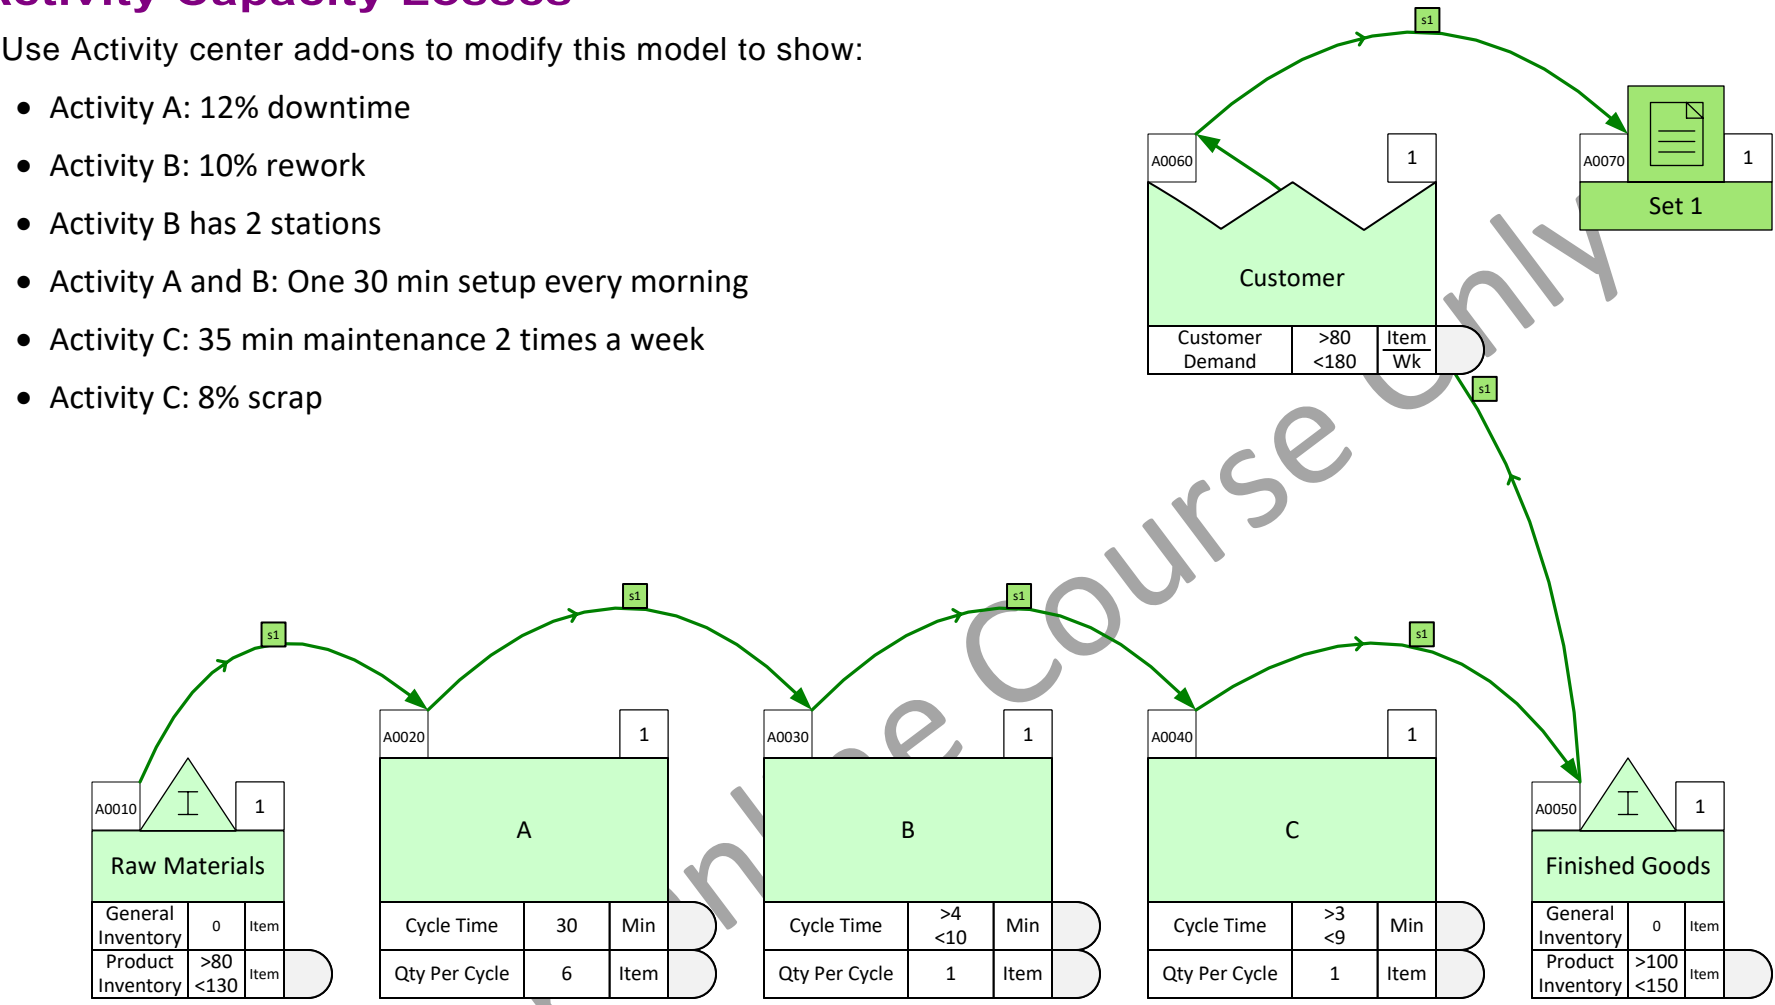 Activity Capacity Losses
Use Activity center add-ons to modify this model to show:
• Activity A: 12% downtime
• Activity B: 10% rework
• Activity B has 2 stations
• Activity A and B: One 30 min setup every morning
• Activity C: 35 min maintenance 2 times a week
• Activity C: 8% scrap
s1
A0060
1
A0070
1
Set 1
Customer
Customer Demand
>80
<180
Item
Wk
s1
s1
s1
s1
s1
A0010
1
Raw Materials
General Inventory
0
Item
Product Inventory
>80
<130
Item
A0020
1
A
Cycle Time
30
Min
Qty Per Cycle
6
Item
A0030
1
B
Cycle Time
>4
<10
Min
Qty Per Cycle
1
Item
A0040
1
C
Cycle Time
>3
<9
Min
Qty Per Cycle
1
Item
A0050
1
Finished Goods
General Inventory
0
Item
Product Inventory
>100
<150
Item
Course Only